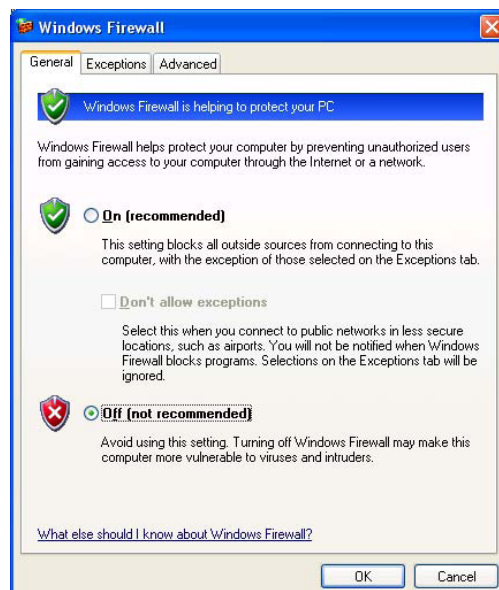 Windows Firewall
General Exceptions Advanced
Windows Firewall is helping to protect your PC
Windows Firewall helps protect your computer by preventing unauthorized users
from gaining access to your computer through the Internet or a network.
On (recommended)
This setting blocks all outside sources from connecting to this
computer, with the exception of those selected on the Exceptions tab.
Don't allow exceptions
Select this when you connect to public networks in less secure
locations, such as airports. You will not be notified when Windows
Firewall blocks programs. Selections on the Exceptions tab will be
ignored.
Off (not recommended)
Avoid using this setting. Turning off Windows Firewall may make this
computer more vulnerable to viruses and intruders.
What else should I know about Windows Firewall?
OK Cancel